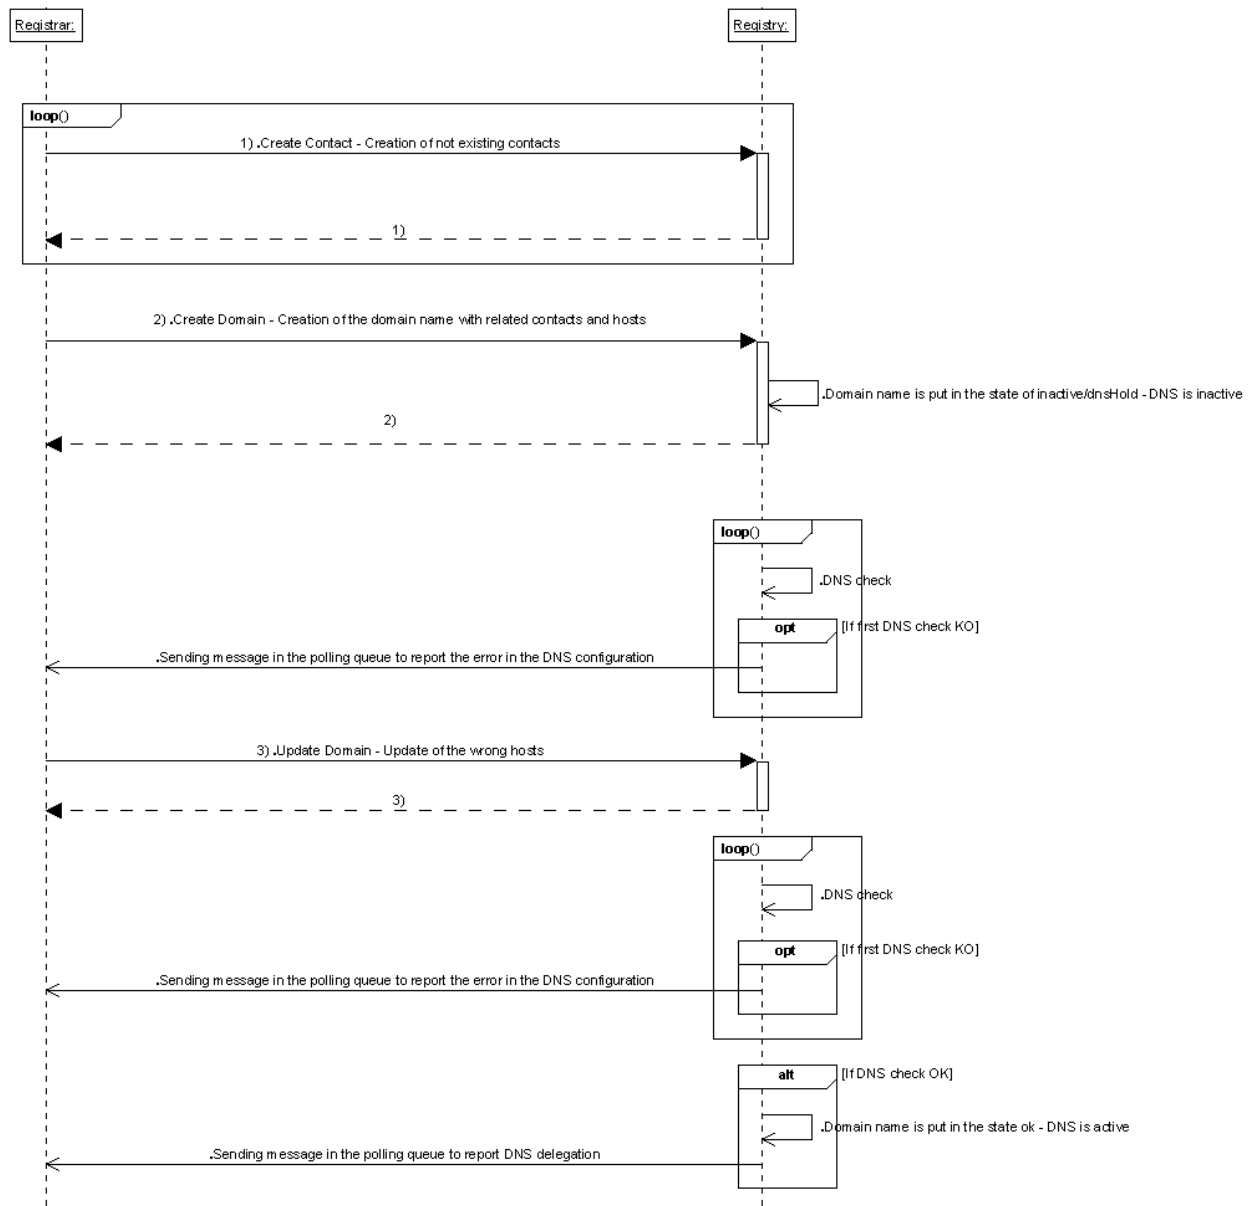 Registrar:
Registry:
loop()
1) .Create Contact - Creation of not existing contacts
1)
2) .Create Domain - Creation of the domain name with related contacts and hosts
.Domain name is put in the state of inactive/dnsHold - DNS is inactive
2)
loop()
.DNS check
opt
[If first DNS check KO]
.Sending message in the polling queue to report the error in the DNS configuration
3) .Update Domain - Update of the wrong hosts
3)
loop()
.DNS check
opt
[If first DNS check KO]
.Sending message in the polling queue to report the error in the DNS configuration
alt
[If DNS check OK]
.Domain name is put in the state ok - DNS is active
.Sending message in the polling queue to report DNS delegation